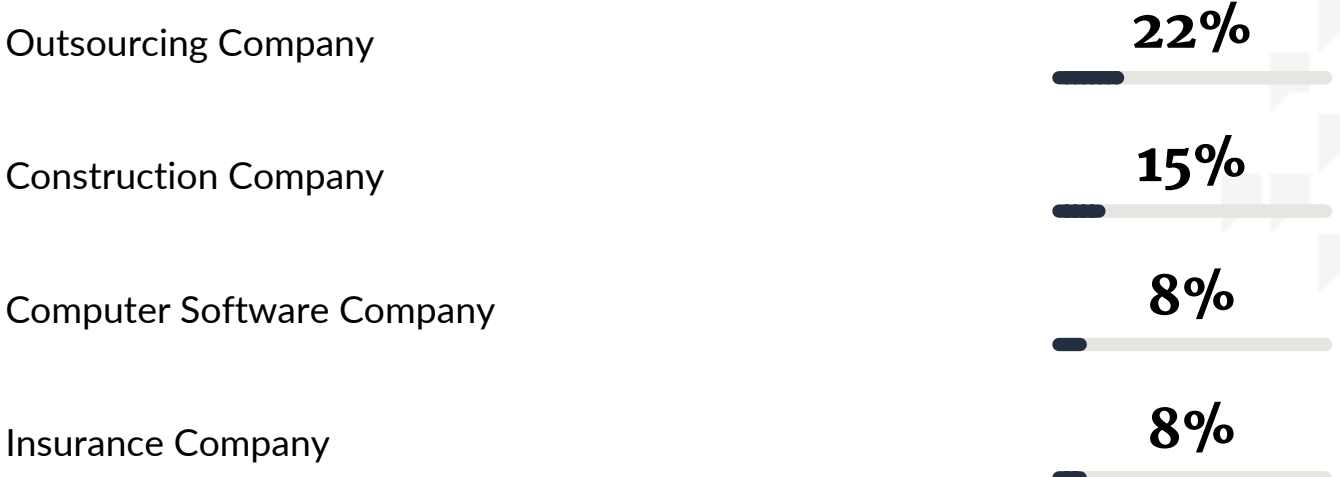 Outsourcing Company
22%
Construction Company
15%
Computer Software Company
8%
Insurance Company
8%